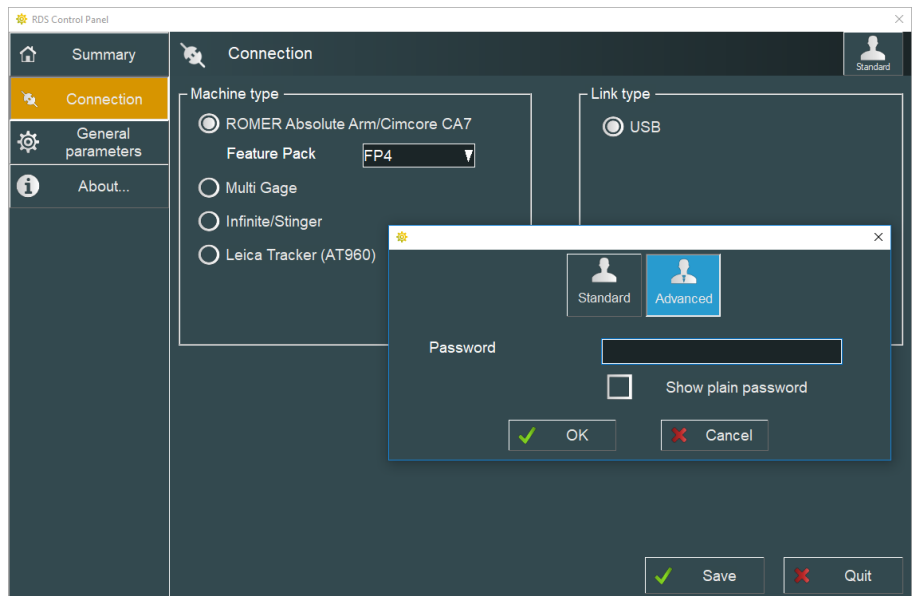 RDS Control Panel
Summary
Connection
Standard
Connection
Machine type
Link type
ROMER Absolute Arm/Cimcore CA7
USB
General
parameters
Feature Pack
FP4
About...
Multi Gage
Infinite/Stinger
Leica Tracker (AT960)
Standard
Advanced
Password
Show plain password
OK
Cancel
Save
Quit